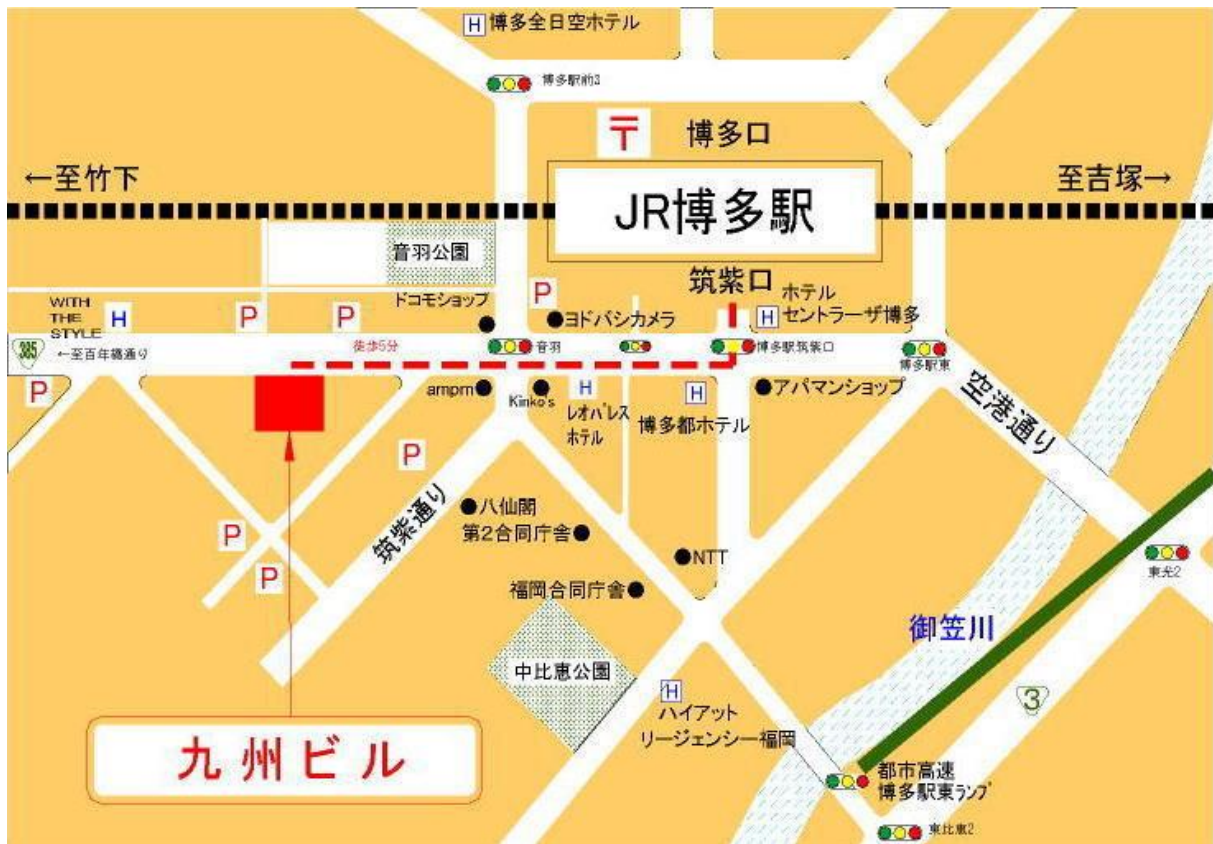 H 博多全日空ホテル
博多駅前3
〒
博多口
←至竹下
至吉塚→
JR博多駅
音羽公園
筑紫口
ドコモショップ
P
ホテル
H セントラーザ博多
WITH
THE
STYLE
H
P
P
ヨドバシカメラ
385
←至百年橋通り
徒歩5分
音羽
博多駅筑紫口
博多駅東
P
ampm
Kinko's
H
レオパレス
ホテル
H
博多都ホテル
アパマンショップ
空港通り
P
筑紫通り
八仙閣
第2合同庁舎
P
P
NTT
東光2
福岡合同庁舎
御笠川
中比恵公園
H
ハイアット
リージェンシー福岡
3
九州ビル
都市高速
博多駅東ランプ
東比恵2